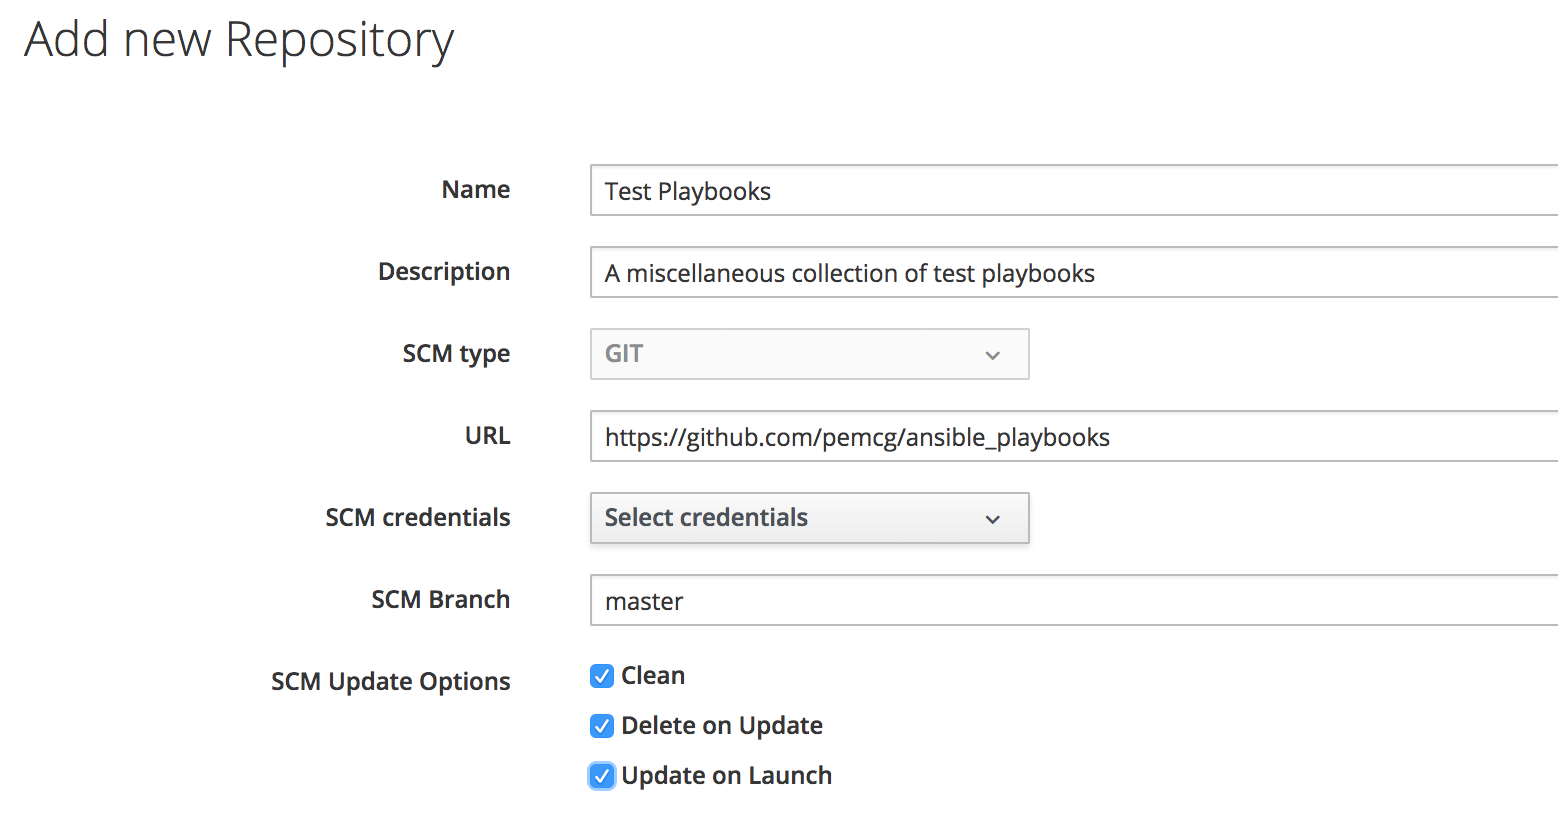 Add new Repository
Name
Test Playbooks
Description
A miscellaneous collection of test playbooks
SCM type
GIT
URL
https://github.com/pemcg/ansible_playbooks
SCM credentials
Select credentials
SCM Branch
master
SCM Update Options
Clean
Delete on Update
Update on Launch